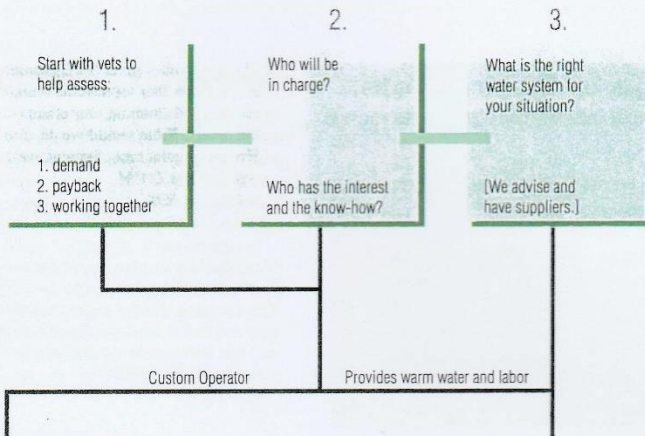 1.
Start with vets to
help assess:
1. demand
2. payback
3. working together
2.
Who will be
in charge?
Who has the interest
and the know-how?
3.
What is the right
water system for
your situation?
[We advise and
have suppliers.]
Custom Operator
Provides warm water and labor